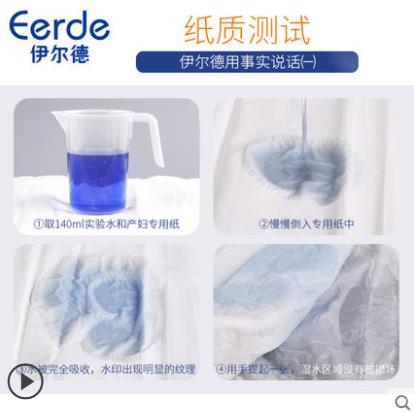 Eerde
伊尔德
纸质测试
伊尔德用事实说话㈠
①取140ml实验水和产妇专用纸
②慢慢倒入专用纸中
③水被完全吸收，水印出现明显的纹理
④用手提起一张，湿水区域没有被损坏